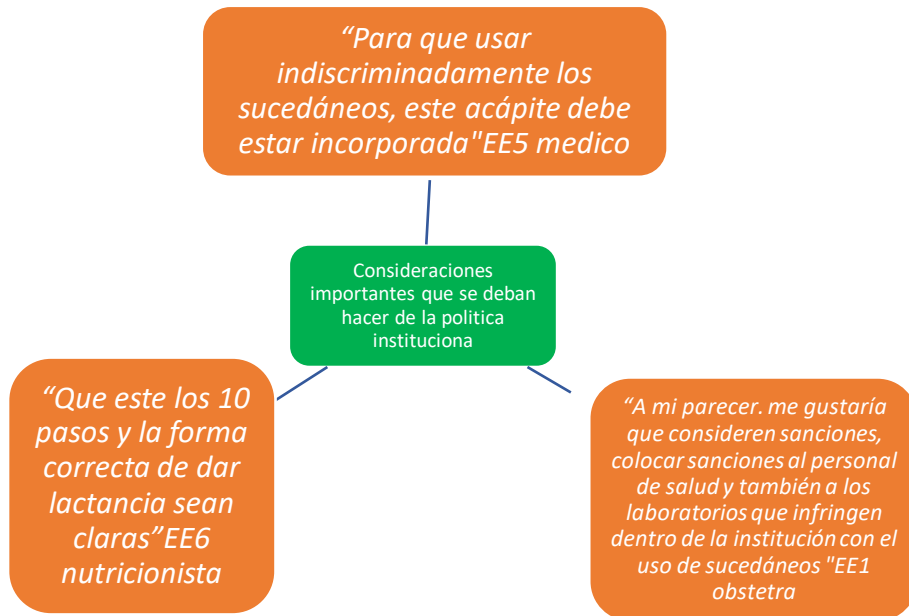 “Para que usar
indiscriminadamente los
sucedáneos, este acápite debe
estar incorporada"EE5 medico
Consideraciones
importantes que se deban
hacer de la politica
instituciona
“Que este los 10
pasos y la forma
correcta de dar
lactancia sean
claras”EE6
nutricionista
“A mi parecer. me gustaría
que consideren sanciones,
colocar sanciones al personal
de salud y también a los
laboratorios que infringen
dentro de la institución con el
uso de sucedáneos "EE1
obstetra